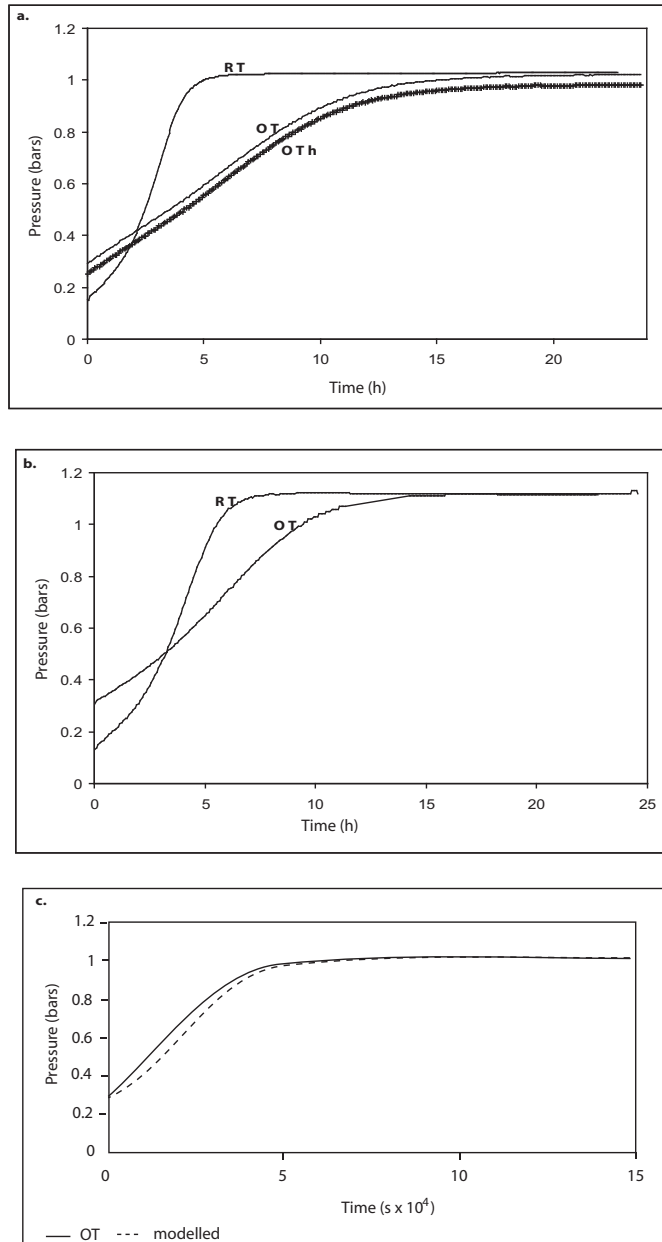 a.
1.2
1
0.8
0.6
0.4
0.2
0
Pressure (bars)
RT
OT
OTh
0 5 10 15 20
Time (h)
b.
1.2
1
0.8
0.6
0.4
0.2
0
Pressure (bars)
RT
OT
0 5 10 15 20 25
Time (h)
c.
1.2
1
0.8
0.6
0.4
0.2
0
Pressure (bars)
0 5 10 15
Time (s x 10⁴)
OT modelled